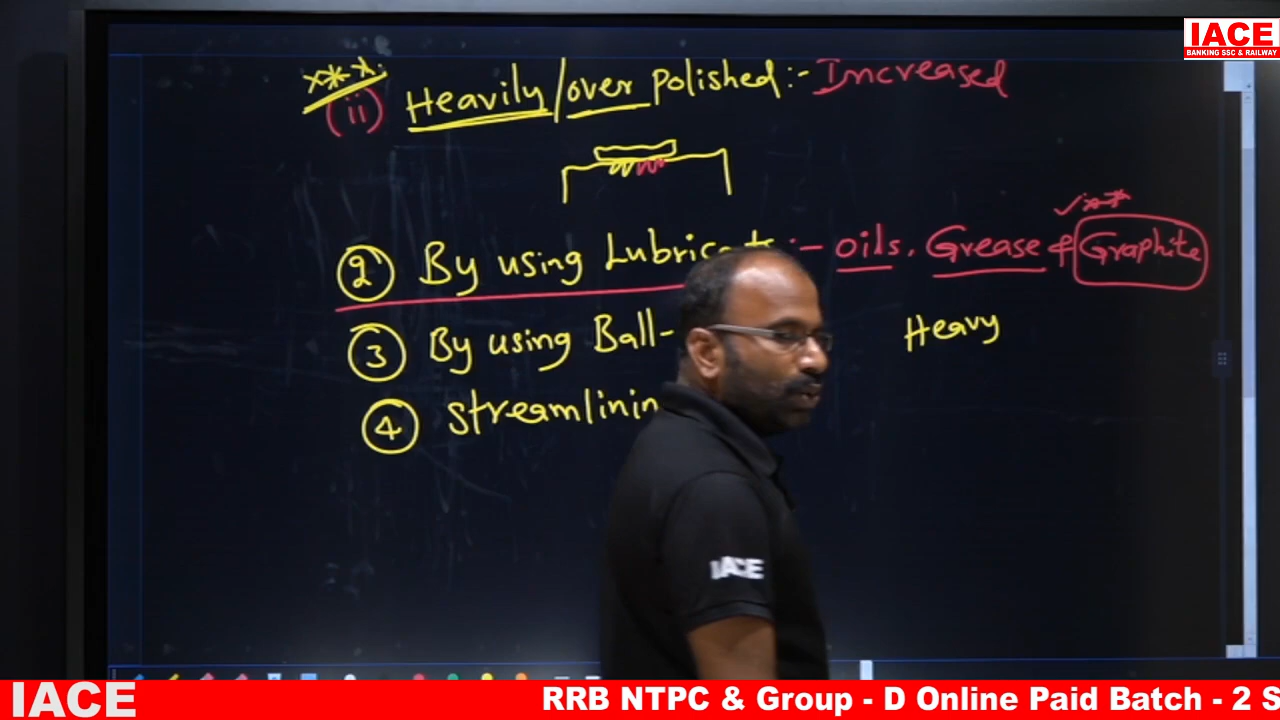 IACE
BANKING SSC & RAILWAY
(ii) Heavily/over Polished:- Increased
② By using Lubricants :- oils, Grease & Graphite
③ By using Ball- Heavy
④ Streamlinin
IACE
IACE
RRB NTPC & Group - D Online Paid Batch - 2 S